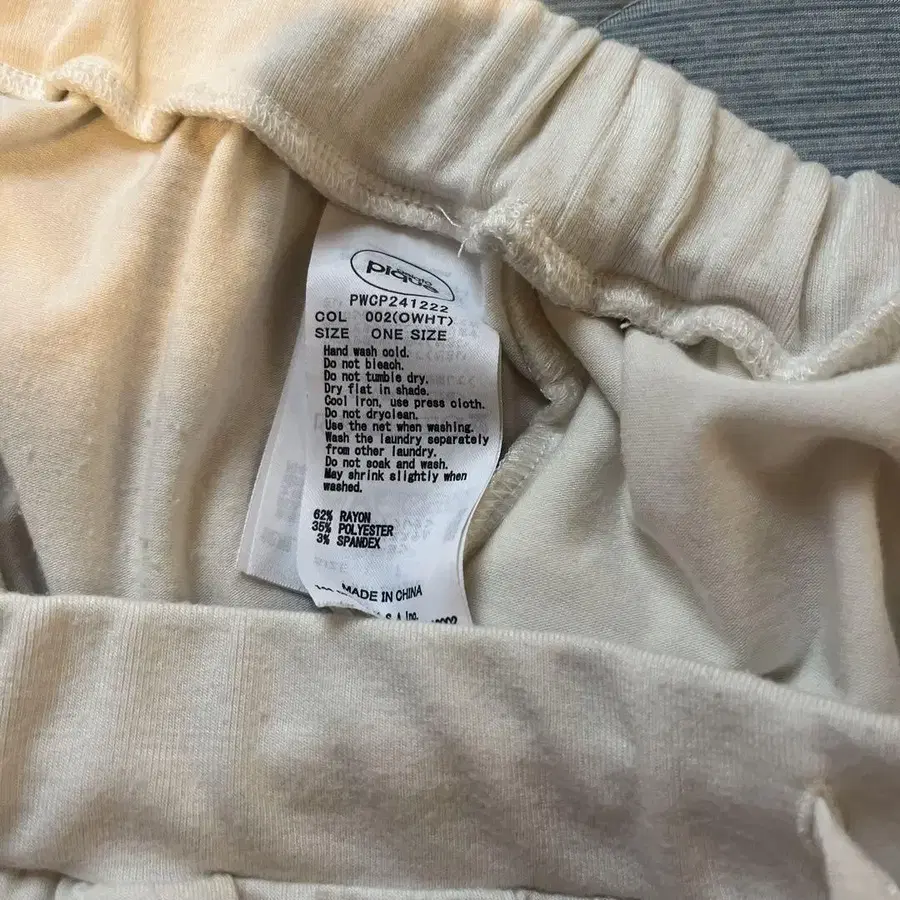 gelato
pique
PWCP241222
COL 002(OWHT)
SIZE ONE SIZE
Hand wash cold.
Do not bleach.
Do not tumble dry.
Dry flat in shade.
Cool iron, use press cloth.
Do not dryclean.
Use the net when washing.
Wash the laundry separately
from other laundry.
Do not soak and wash.
May shrink slightly when
washed.
62% RAYON
35% POLYESTER
3% SPANDEX
MADE IN CHINA